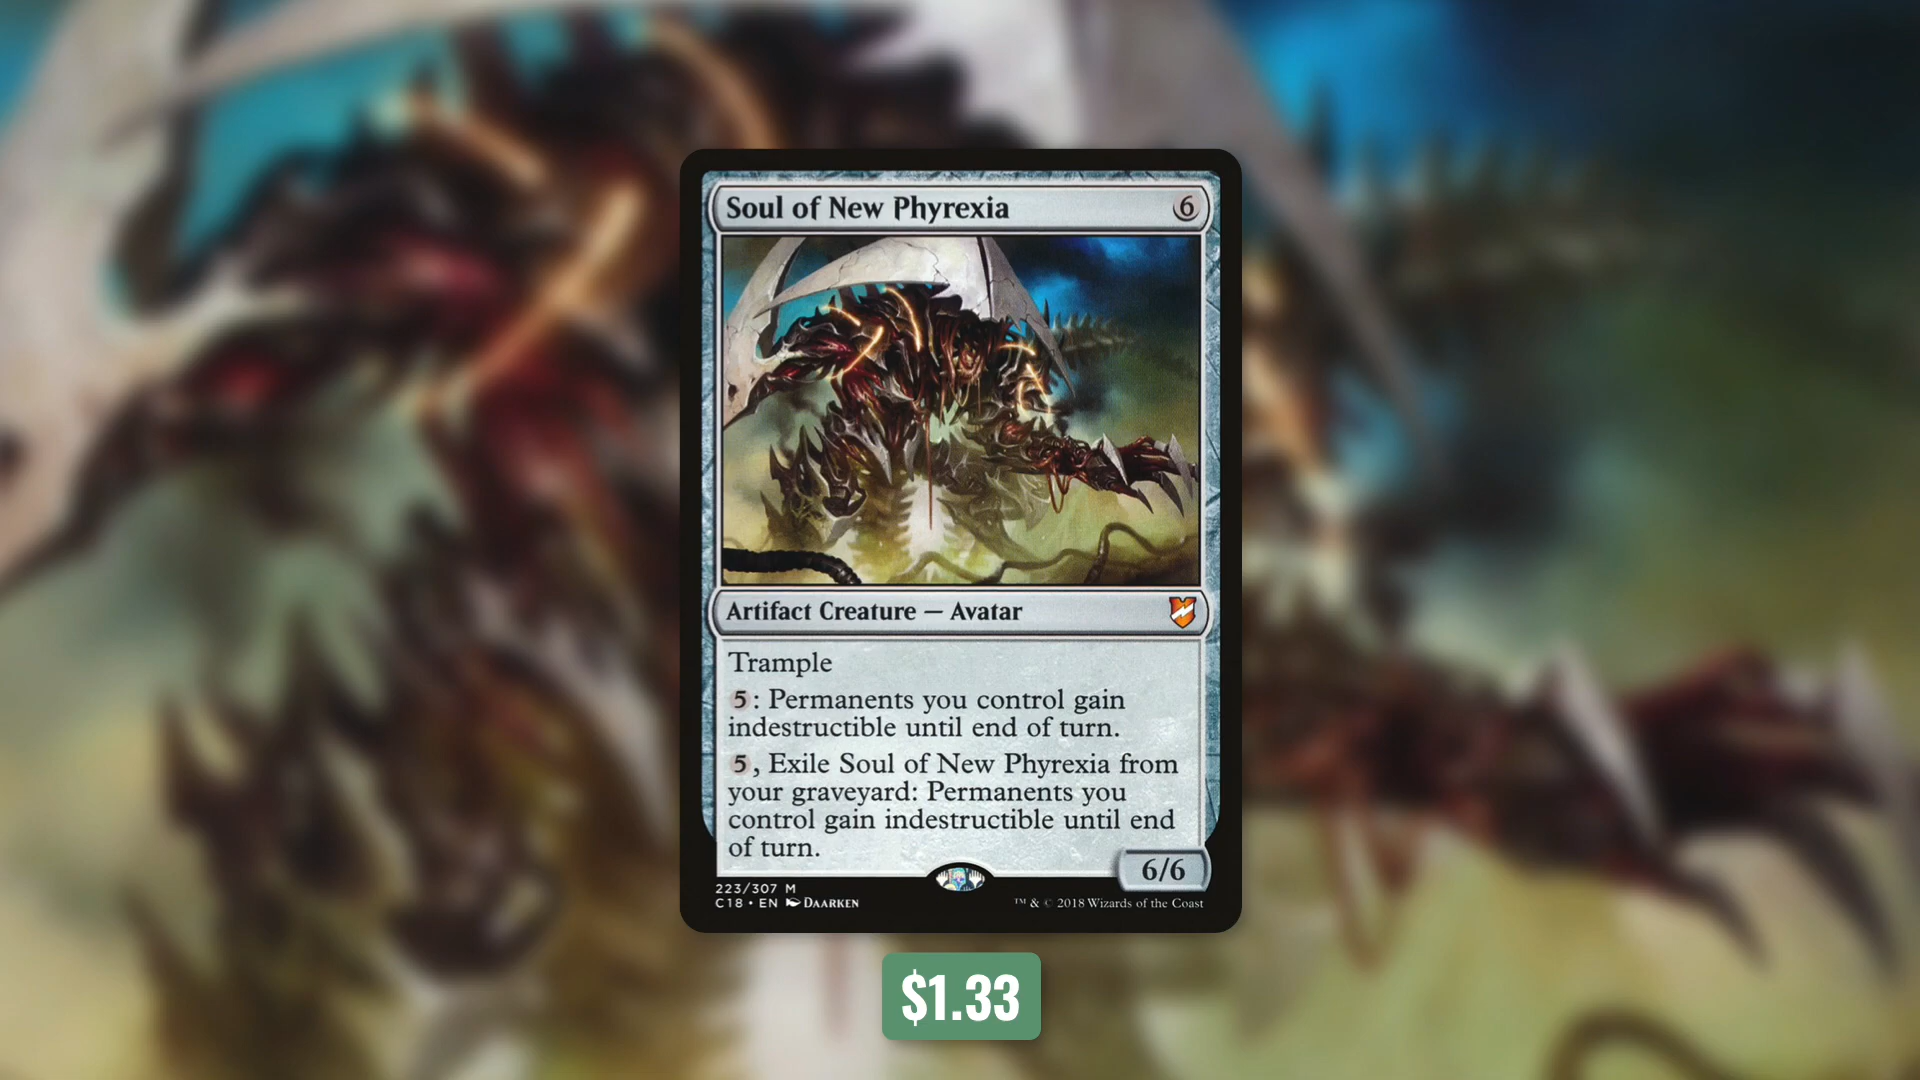 Soul of New Phyrexia 6
Artifact Creature — Avatar
Trample
5: Permanents you control gain
indestructible until end of turn.
5, Exile Soul of New Phyrexia from
your graveyard: Permanents you
control gain indestructible until end
of turn.
6/6
223/307 M
C18 • EN DAARKEN
™ & © 2018 Wizards of the Coast
$1.33